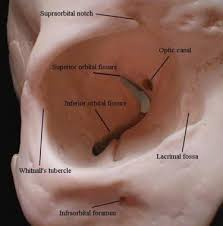 Supraorbital notch
Optic canal
Superior orbital fissure
Inferior orbital fissure
Whitnall's tubercle
Lacrimal fossa
Infraorbital foramen